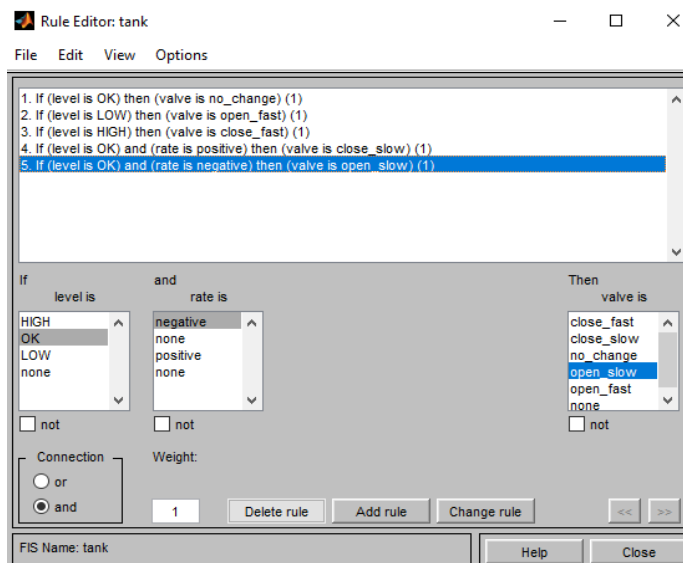 Rule Editor: tank
File Edit View Options
1. If (level is OK) then (valve is no_change) (1)
2. If (level is LOW) then (valve is open_fast) (1)
3. If (level is HIGH) then (valve is close_fast) (1)
4. If (level is OK) and (rate is positive) then (valve is close_slow) (1)
5. If (level is OK) and (rate is negative) then (valve is open_slow) (1)
If and Then
level is rate is valve is
HIGH negative close_fast
OK none close_slow
LOW positive no_change
none none open_slow
open_fast
none
not not not
Connection Weight:
or
and 1 Delete rule Add rule Change rule << >>
FIS Name: tank Help Close